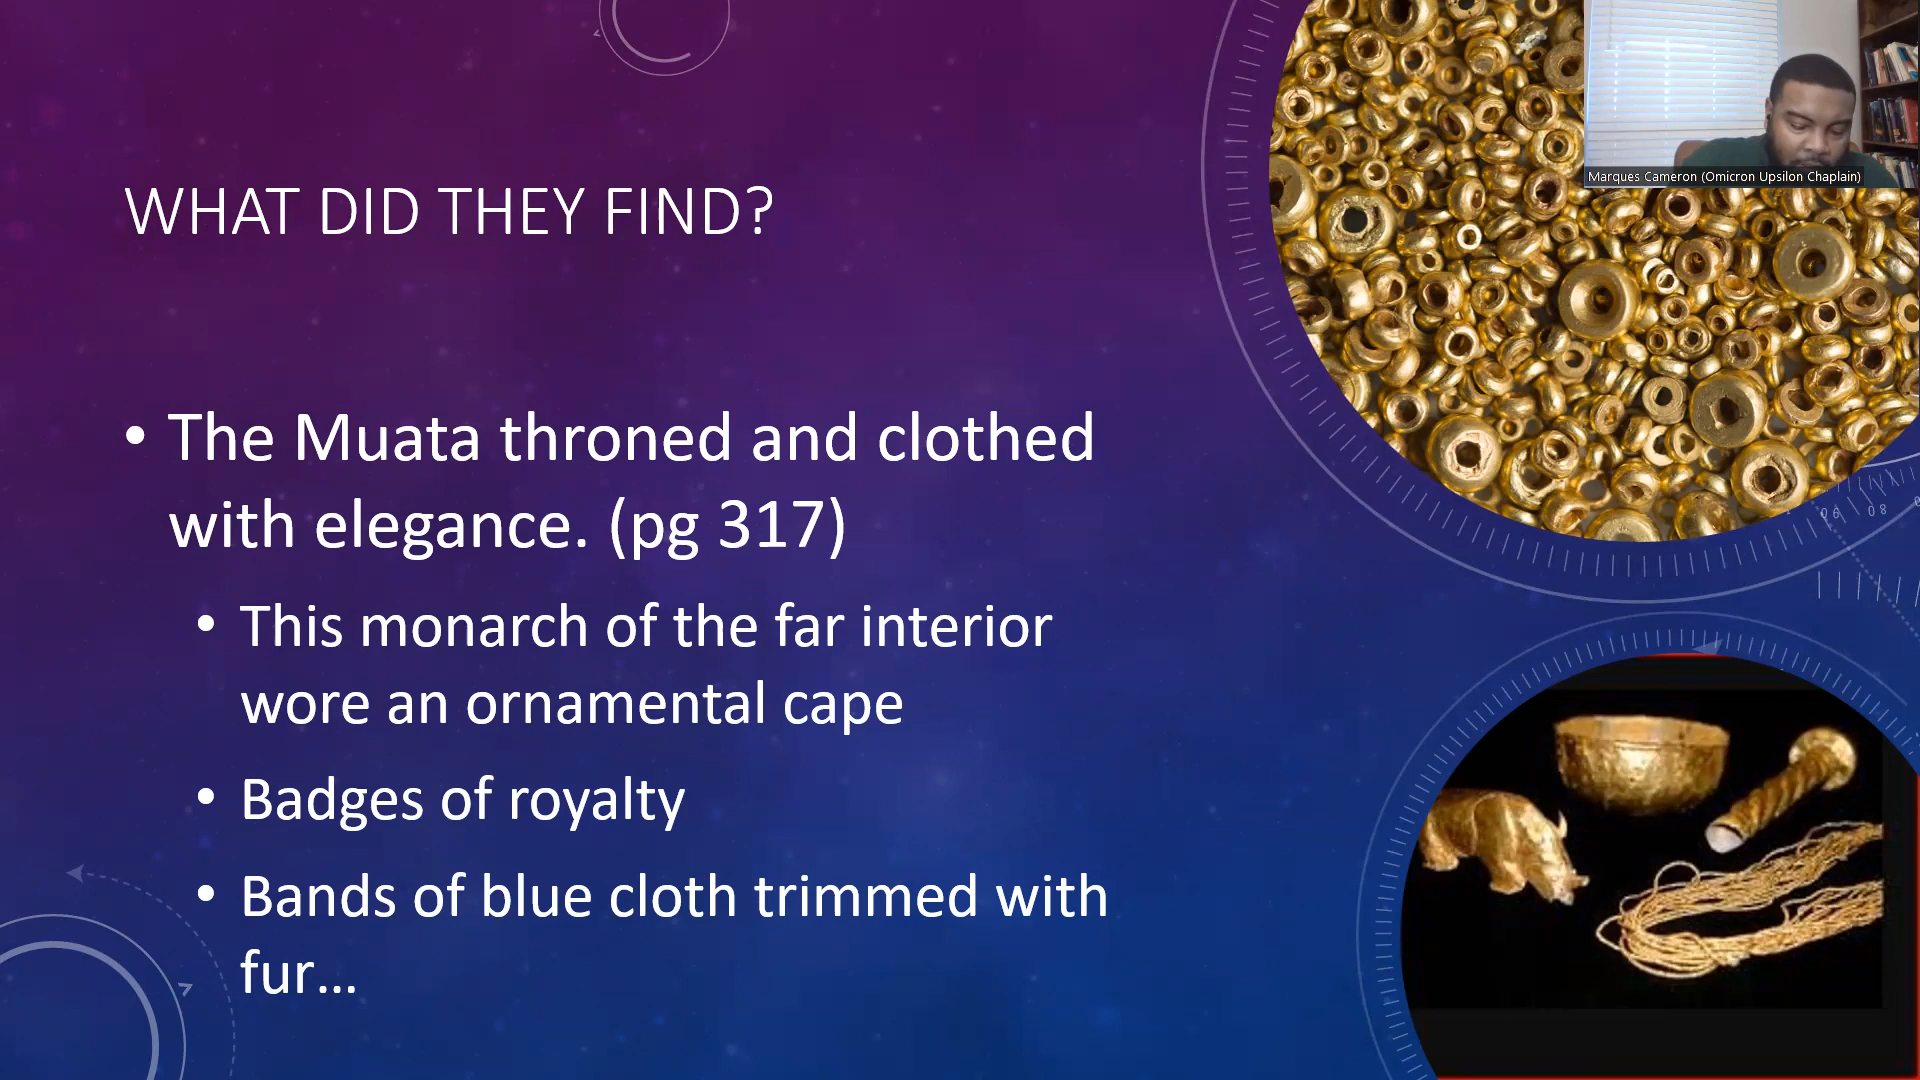 Marques Cameron (Omicron Upsilon Chaplain)
WHAT DID THEY FIND?
• The Muata throned and clothed
with elegance. (pg 317)
• This monarch of the far interior
wore an ornamental cape
• Badges of royalty
• Bands of blue cloth trimmed with
fur...